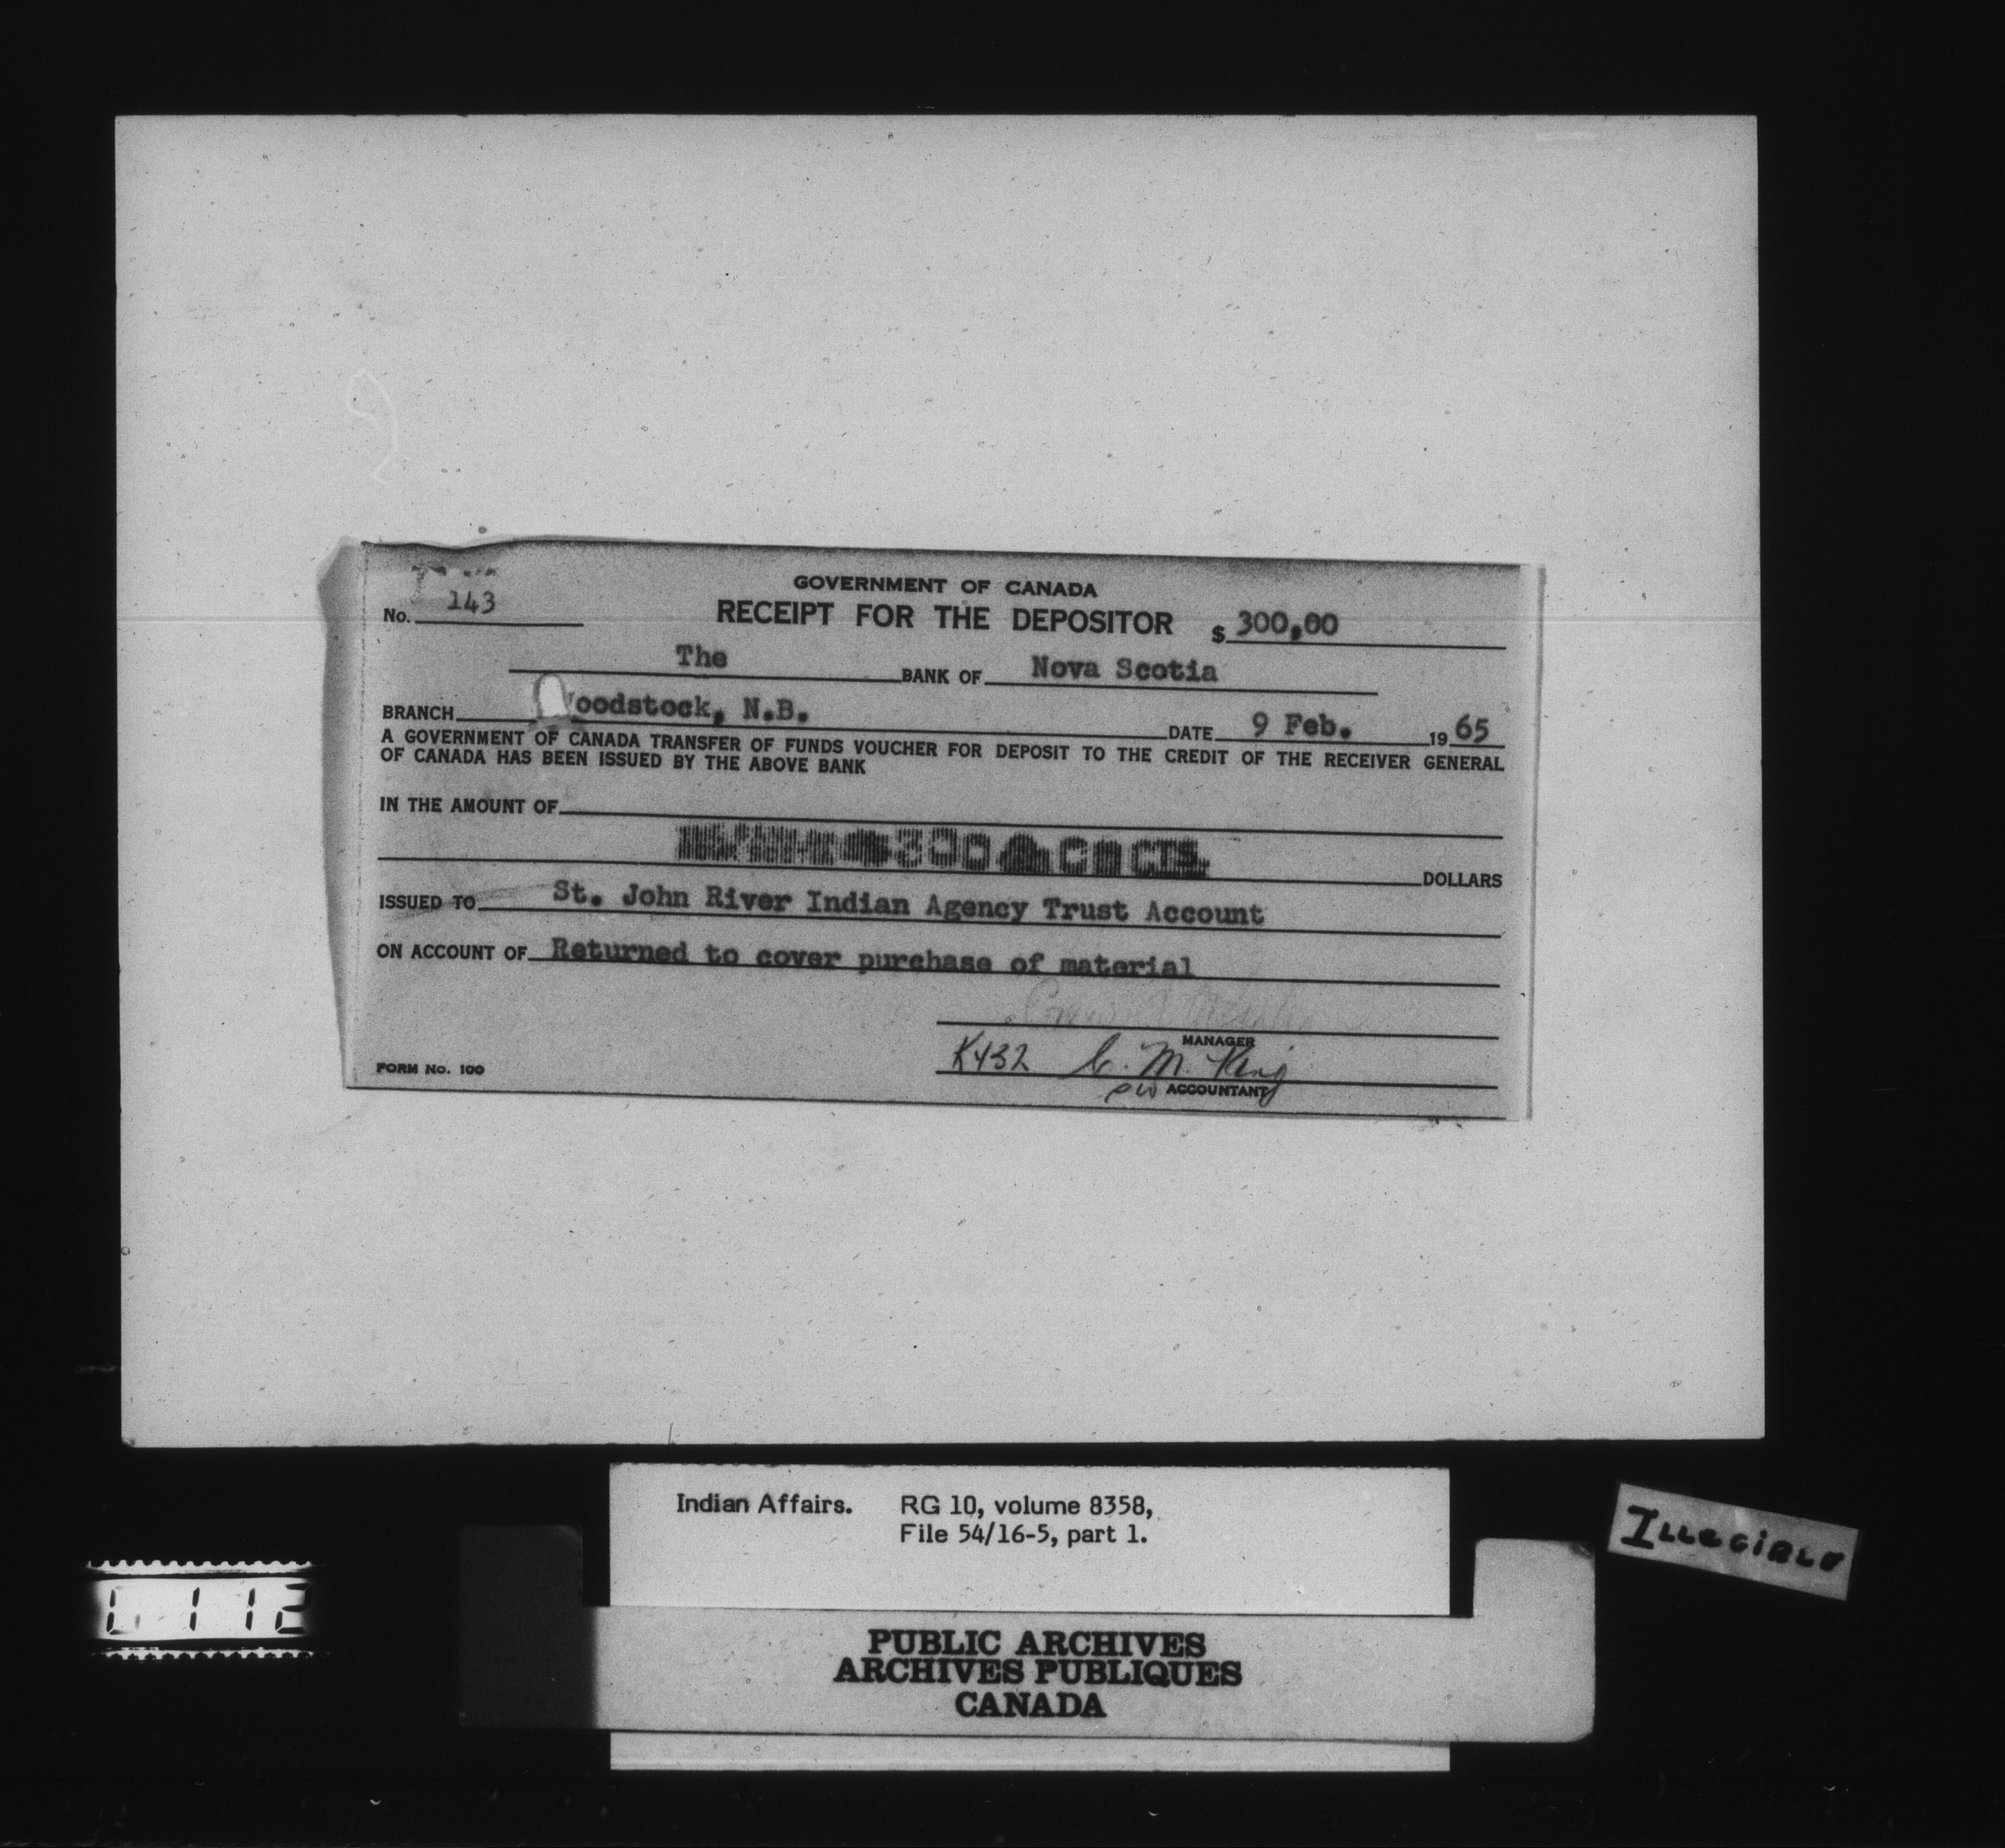 GOVERNMENT OF CANADA
No. 143
RECEIPT FOR THE DEPOSITOR $ 300,00
The BANK OF Nova Scotia
BRANCH oodstock, N.B. DATE 9 Feb. 19 65
A GOVERNMENT OF CANADA TRANSFER OF FUNDS VOUCHER FOR DEPOSIT TO THE CREDIT OF THE RECEIVER GENERAL
OF CANADA HAS BEEN ISSUED BY THE ABOVE BANK
IN THE AMOUNT OF
300 CTS DOLLARS
ISSUED TO St. John River Indian Agency Trust Account
ON ACCOUNT OF Returned to cover purchase of material
MANAGER
K432 C. M. King
ACCOUNTANT
FORM No. 100
Indian Affairs. RG 10, volume 8358,
File 54/16-5, part 1.
ILLEGIBLE
112
PUBLIC ARCHIVES
ARCHIVES PUBLIQUES
CANADA